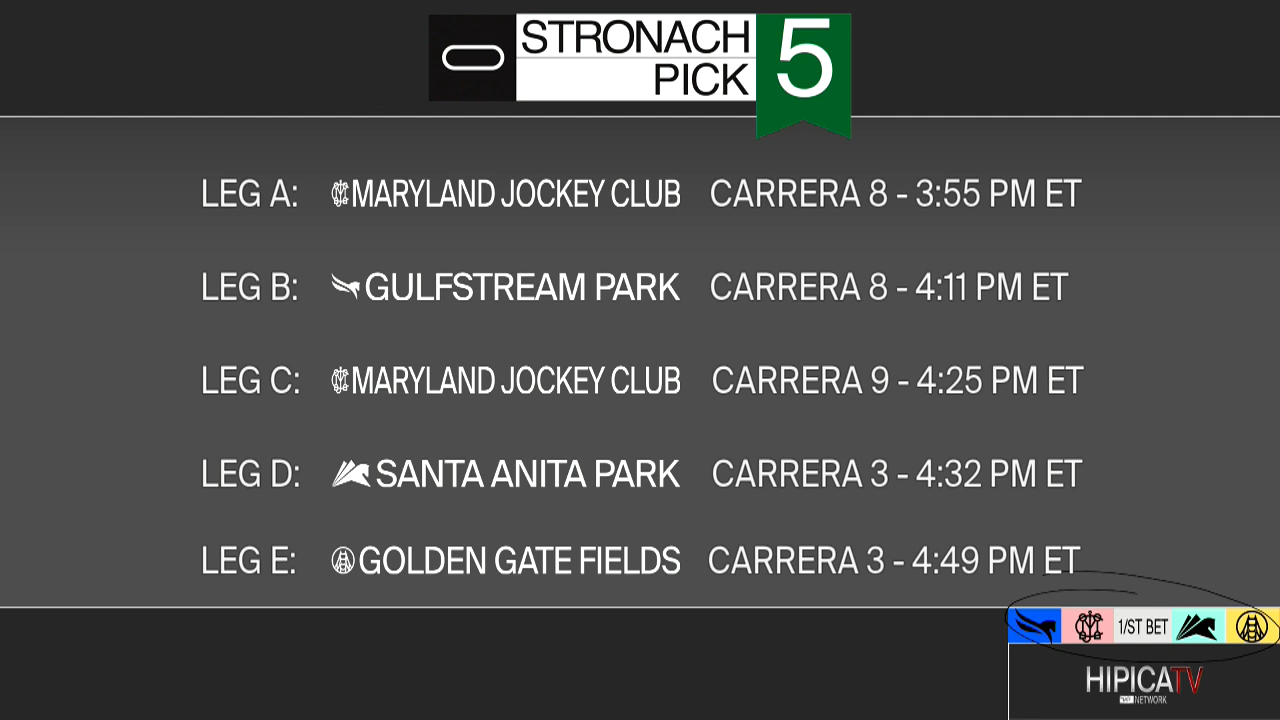 STRONACH
PICK 5
LEG A: MARYLAND JOCKEY CLUB CARRERA 8 - 3:55 PM ET
LEG B: GULFSTREAM PARK CARRERA 8 - 4:11 PM ET
LEG C: MARYLAND JOCKEY CLUB CARRERA 9 - 4:25 PM ET
LEG D: SANTA ANITA PARK CARRERA 3 - 4:32 PM ET
LEG E: GOLDEN GATE FIELDS CARRERA 3 - 4:49 PM ET
1/ST BET
HIPICATV
NETWORK